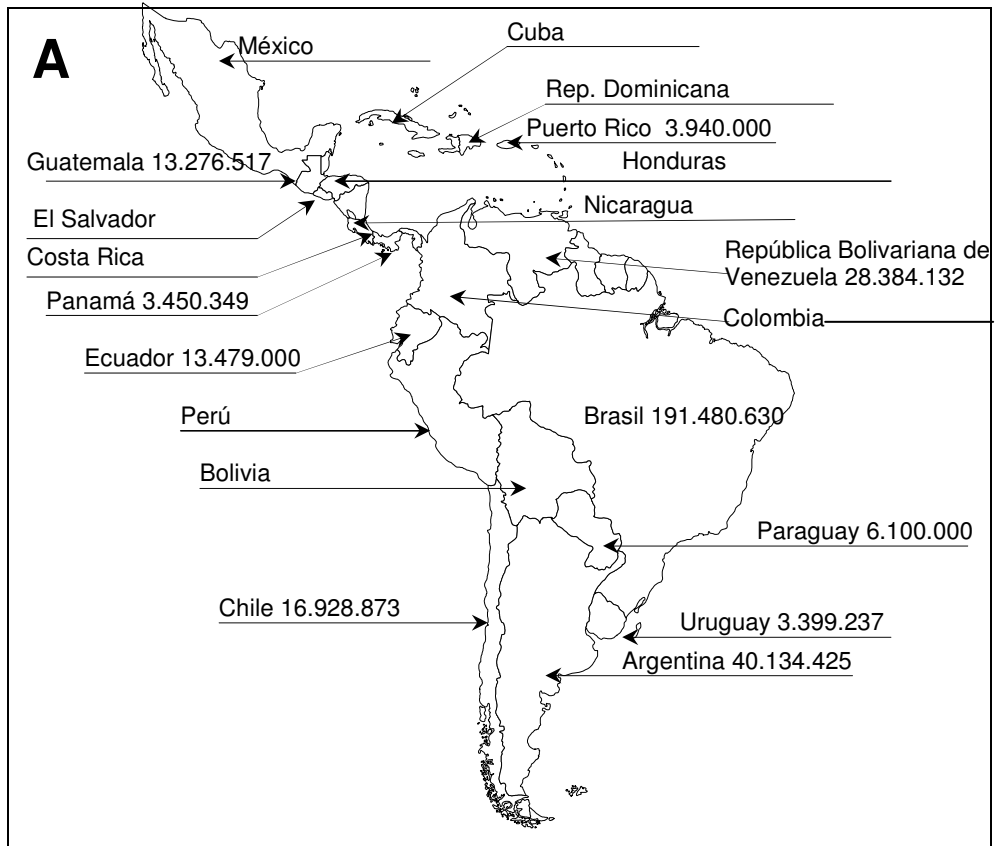 A
México
Cuba
Rep. Dominicana
Puerto Rico 3.940.000
Guatemala 13.276.517
Honduras
El Salvador
Nicaragua
Costa Rica
República Bolivariana de
Venezuela 28.384.132
Panamá 3.450.349
Colombia
Ecuador 13.479.000
Perú
Brasil 191.480.630
Bolivia
Paraguay 6.100.000
Chile 16.928.873
Uruguay 3.399.237
Argentina 40.134.425